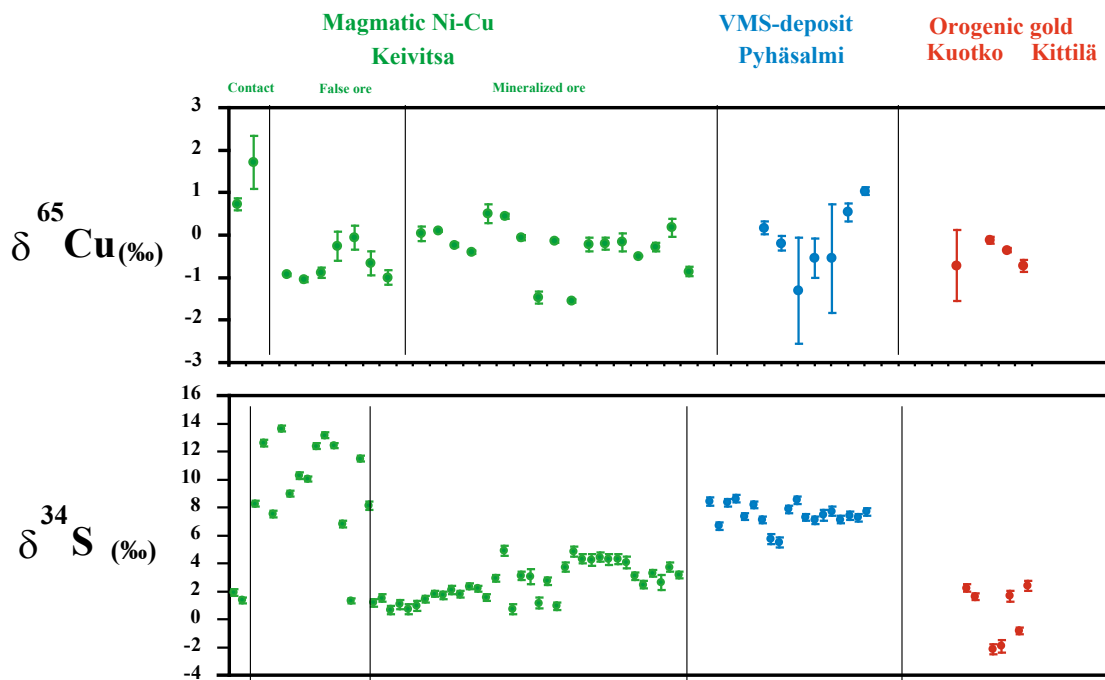 Magmatic Ni-Cu
Keivitsa
VMS-deposit
Pyhäsalmi
Orogenic gold
Kuotko Kittilä
Contact
False ore
Mineralized ore
3
2
1
0
-1
-2
-3
δ65Cu(‰)
16
14
12
10
8
6
4
2
0
-2
-4
δ34S (‰)